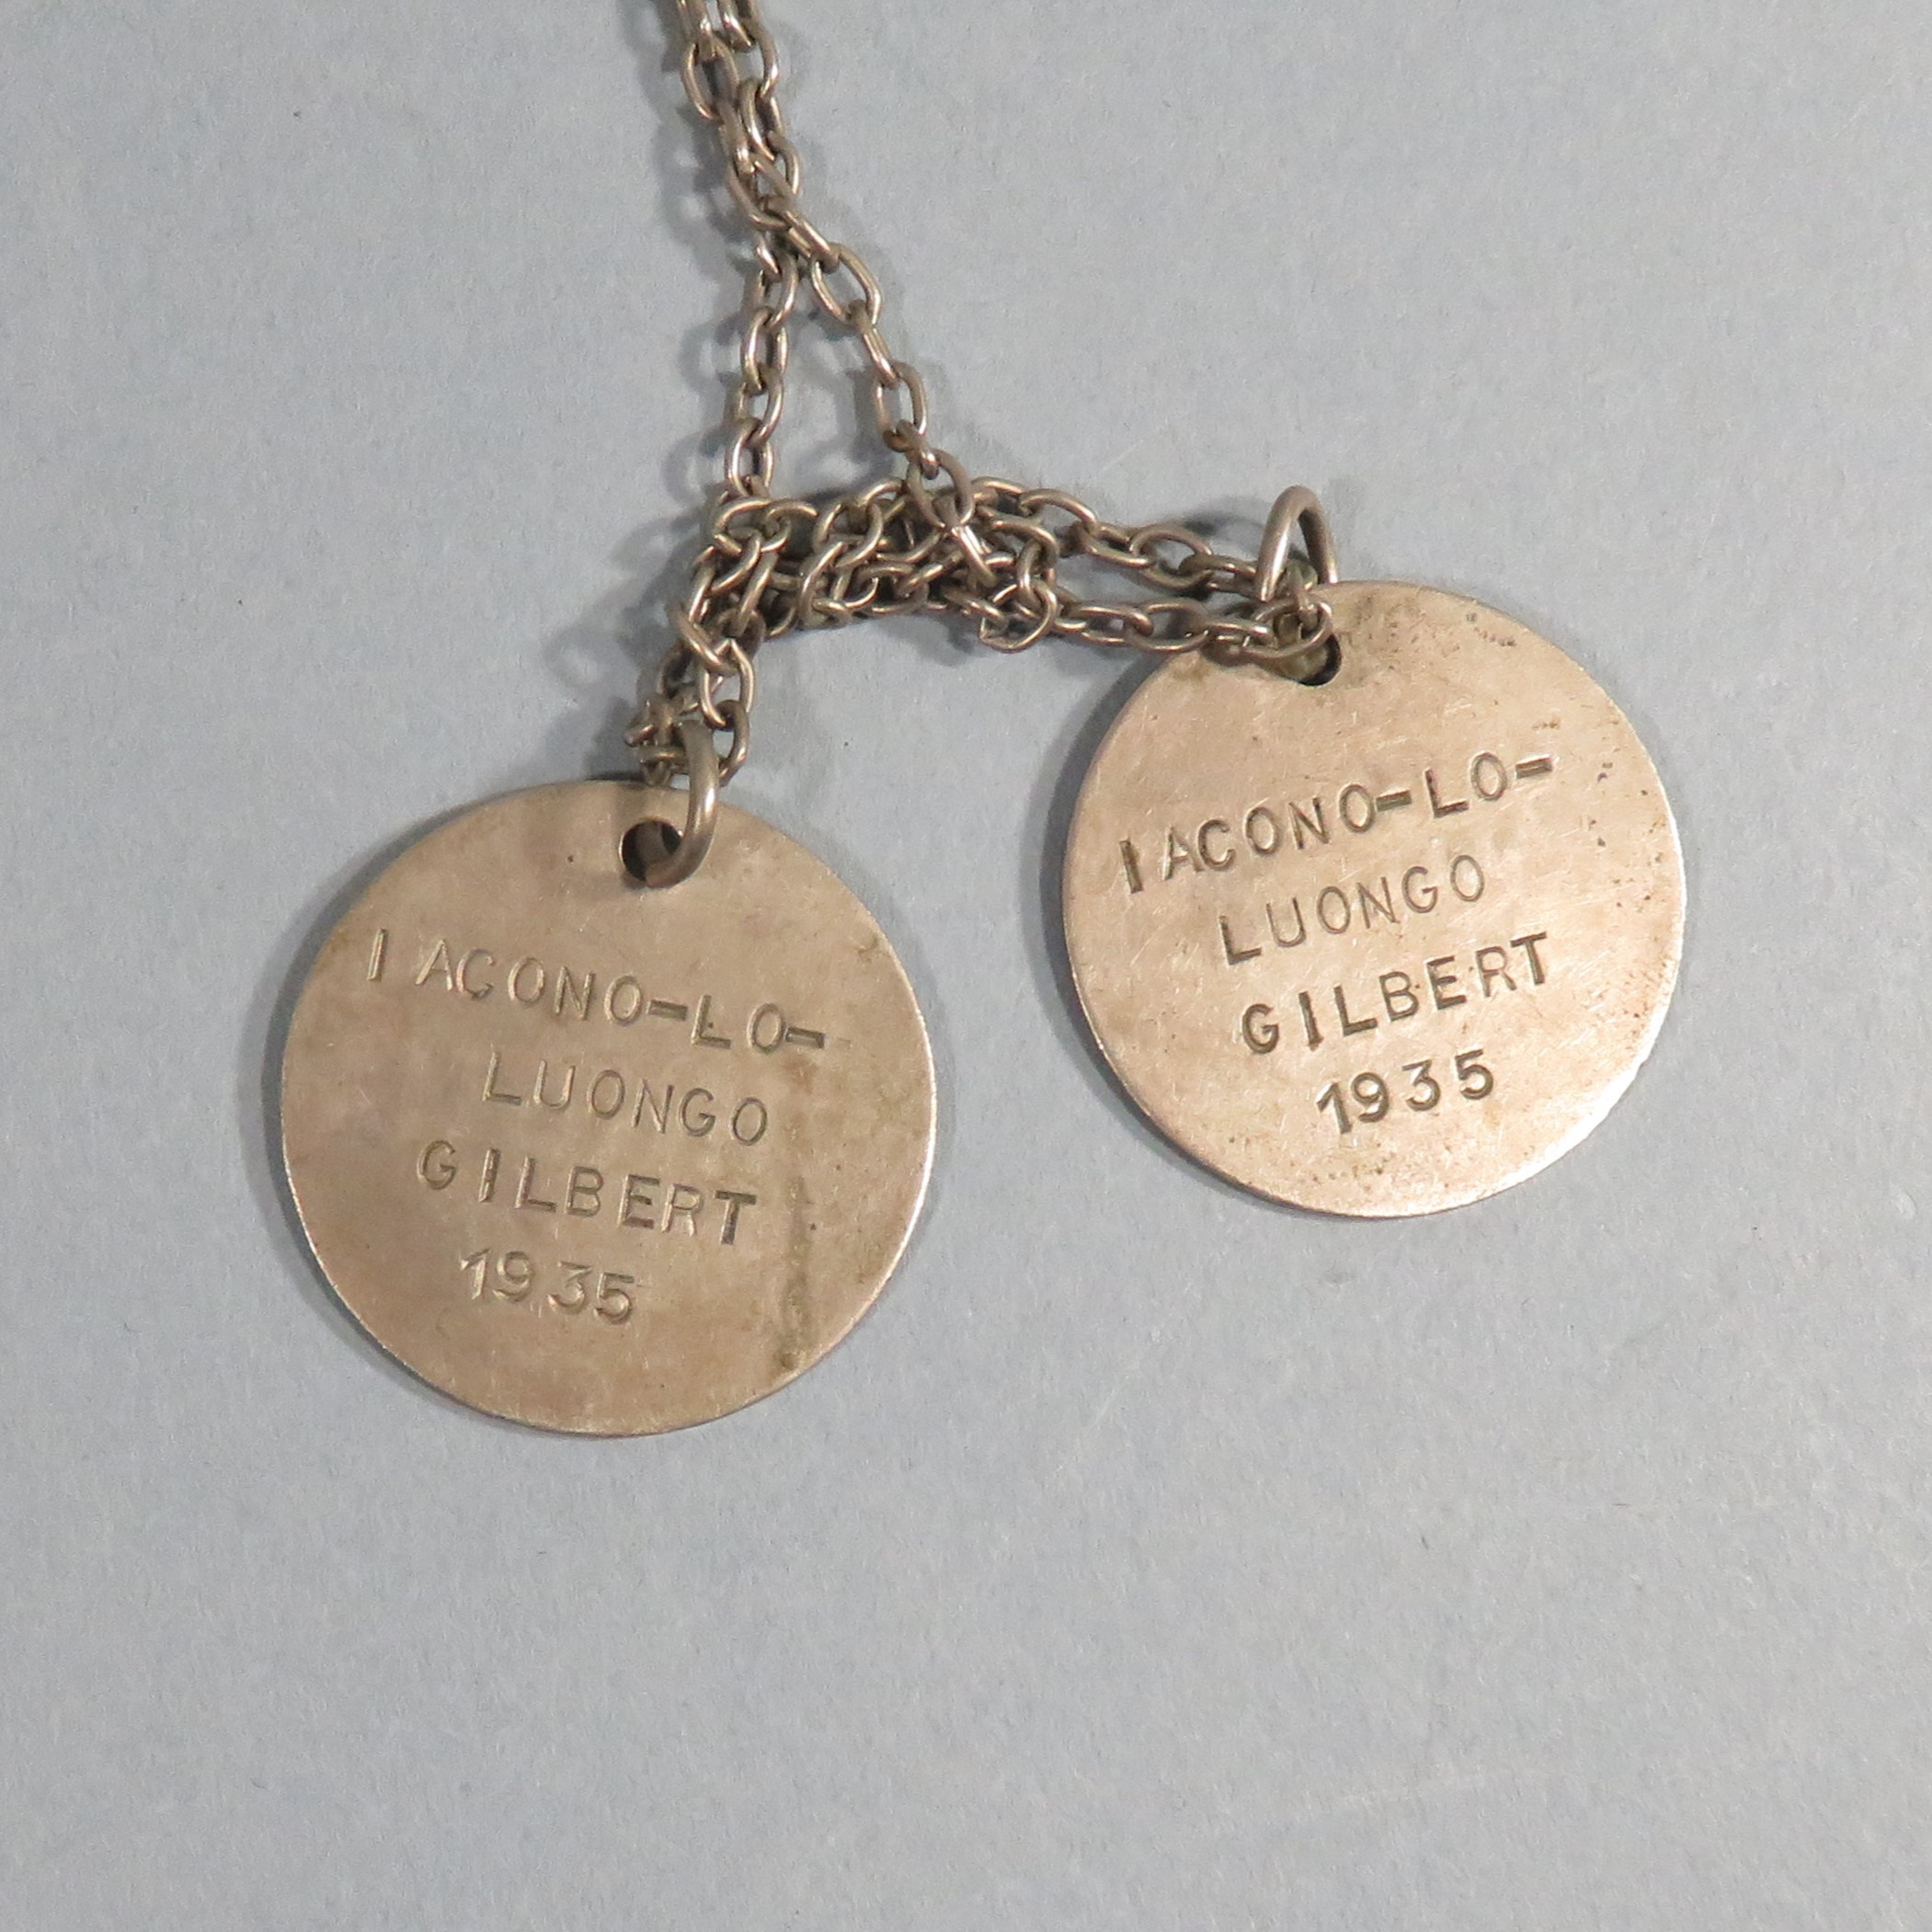 IACONO-LO-
LUONGO
GILBERT
1935
IACONO-LO-
LUONGO
GILBERT
1935